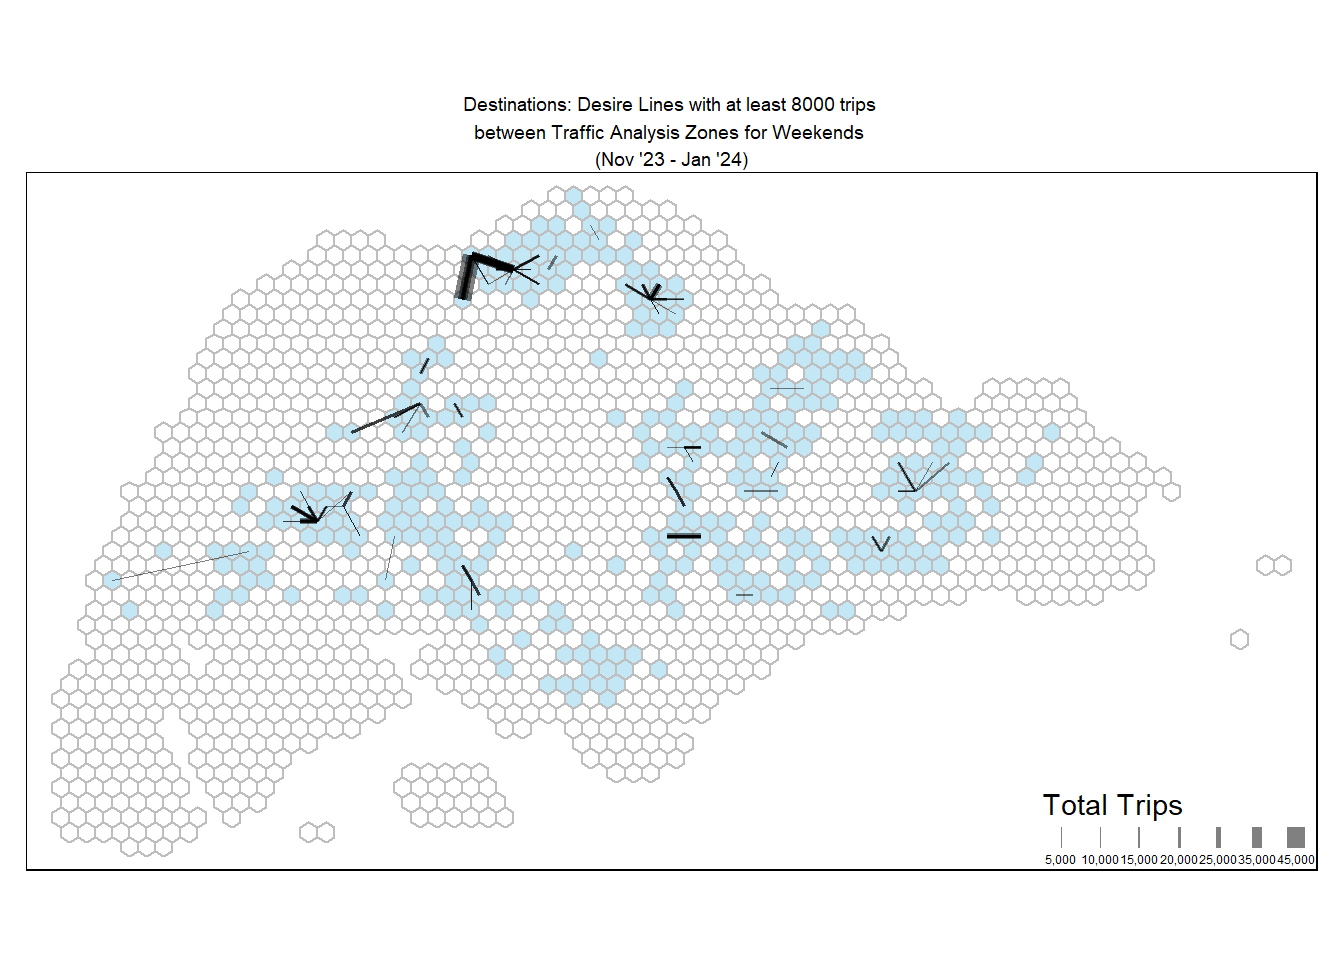 Destinations: Desire Lines with at least 8000 trips
between Traffic Analysis Zones for Weekends
(Nov '23 - Jan '24)
Total Trips
5,000 10,000 15,000 20,000 25,000 35,000 45,000